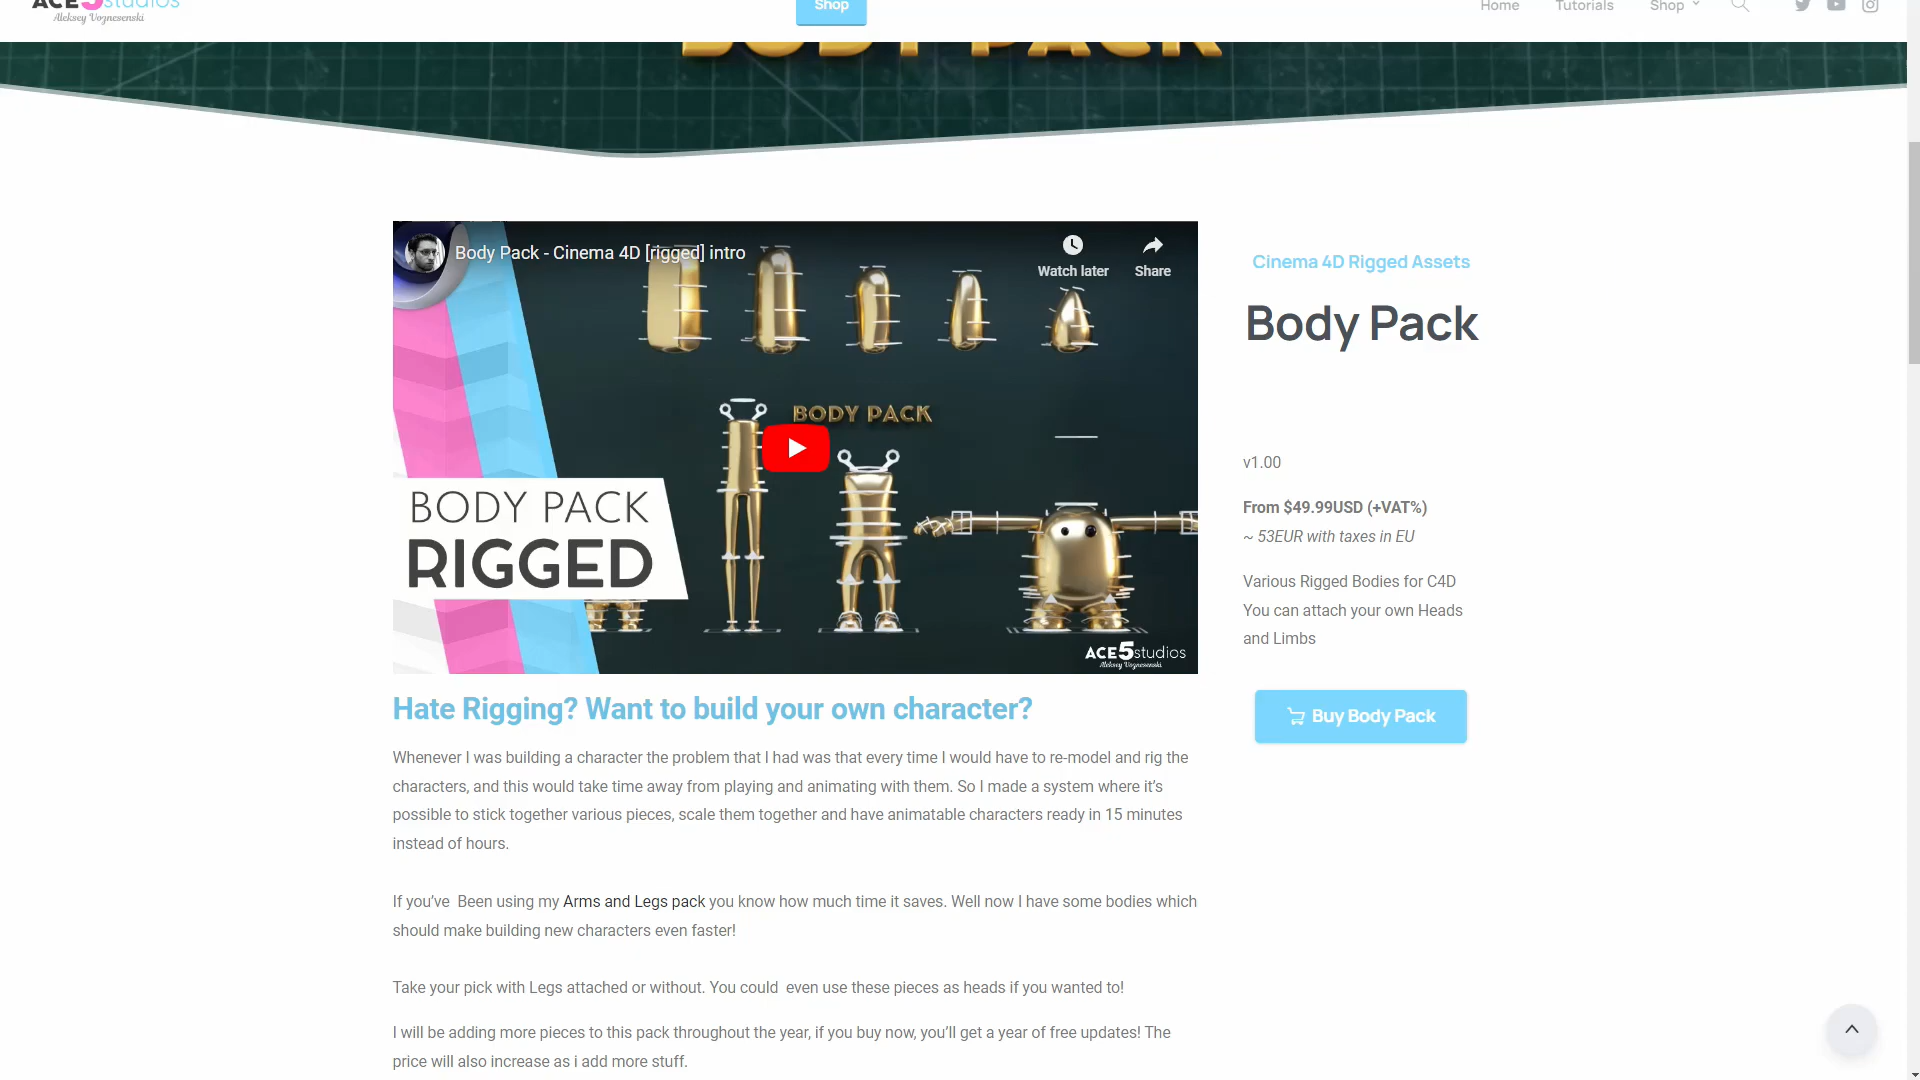 ACE5studios
Aleksey Voznesenski
Shop
Home
Tutorials
Shop
BODY PACK
Body Pack - Cinema 4D [rigged] intro
Watch later
Share
BODY PACK
BODY PACK
RIGGED
ACE5studios
Aleksey Voznesenski
Cinema 4D Rigged Assets
Body Pack
v1.00
From $49.99USD (+VAT%)
~ 53EUR with taxes in EU
Various Rigged Bodies for C4D
You can attach your own Heads
and Limbs
Buy Body Pack
Hate Rigging? Want to build your own character?
Whenever I was building a character the problem that I had was that every time I would have to re-model and rig the
characters, and this would take time away from playing and animating with them. So I made a system where it’s
possible to stick together various pieces, scale them together and have animatable characters ready in 15 minutes
instead of hours.
If you’ve  Been using my Arms and Legs pack you know how much time it saves. Well now I have some bodies which
should make building new characters even faster!
Take your pick with Legs attached or without. You could  even use these pieces as heads if you wanted to!
I will be adding more pieces to this pack throughout the year, if you buy now, you’ll get a year of free updates! The
price will also increase as i add more stuff.